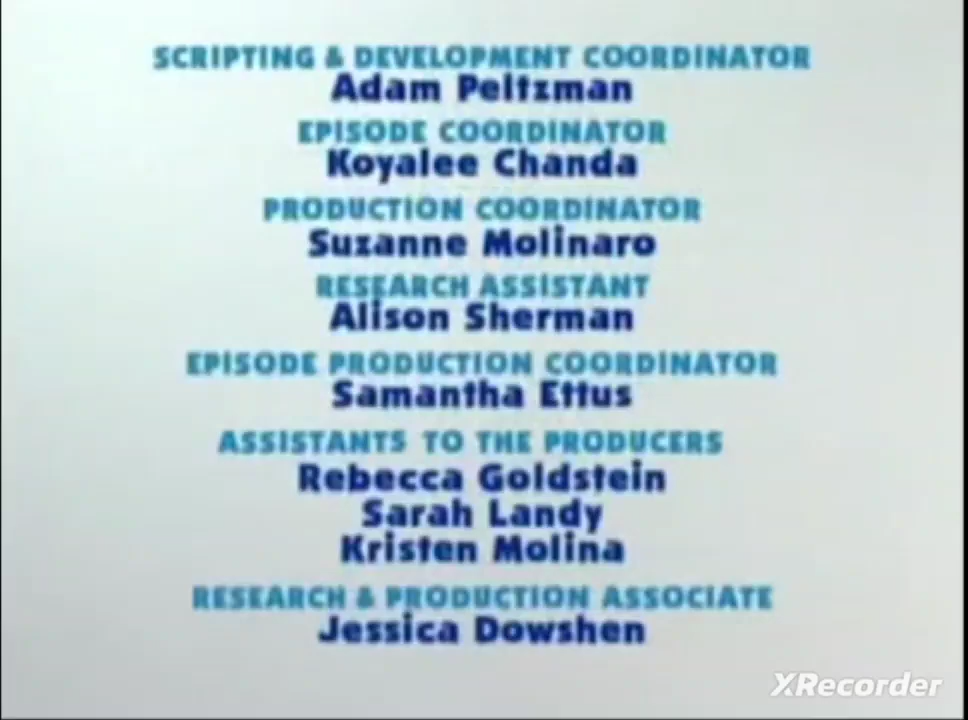 SCRIPTING & DEVELOPMENT COORDINATOR
Adam Peltzman
EPISODE COORDINATOR
Koyalee Chanda
PRODUCTION COORDINATOR
Suzanne Molinaro
RESEARCH ASSISTANT
Alison Sherman
EPISODE PRODUCTION COORDINATOR
Samantha Ettus
ASSISTANTS TO THE PRODUCERS
Rebecca Goldstein
Sarah Landy
Kristen Molina
RESEARCH & PRODUCTION ASSOCIATE
Jessica Dowshen
XRecorder